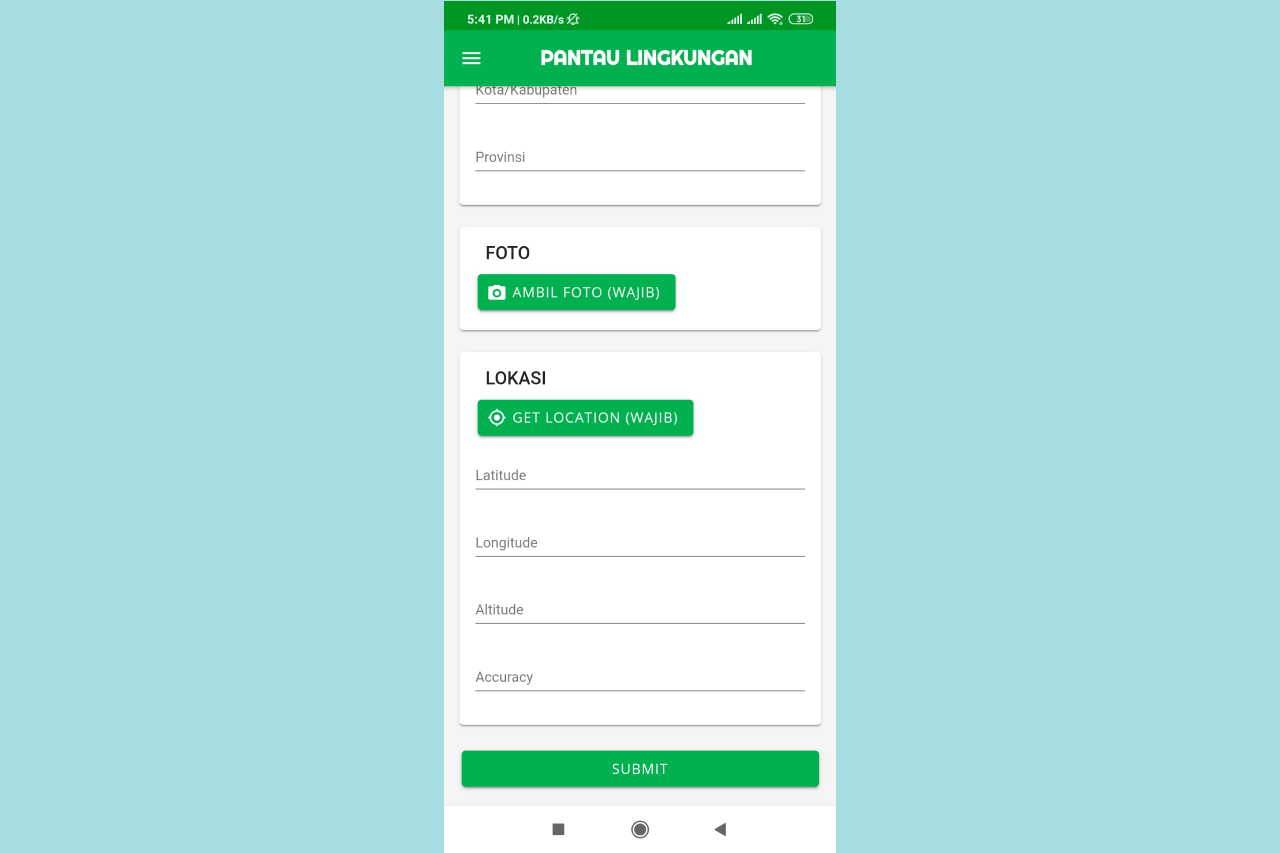 5:41 PM | 0.2KB/s 31
PANTAU LINGKUNGAN
Kota/Kabupaten
Provinsi
FOTO
AMBIL FOTO (WAJIB)
LOKASI
GET LOCATION (WAJIB)
Latitude
Longitude
Altitude
Accuracy
SUBMIT